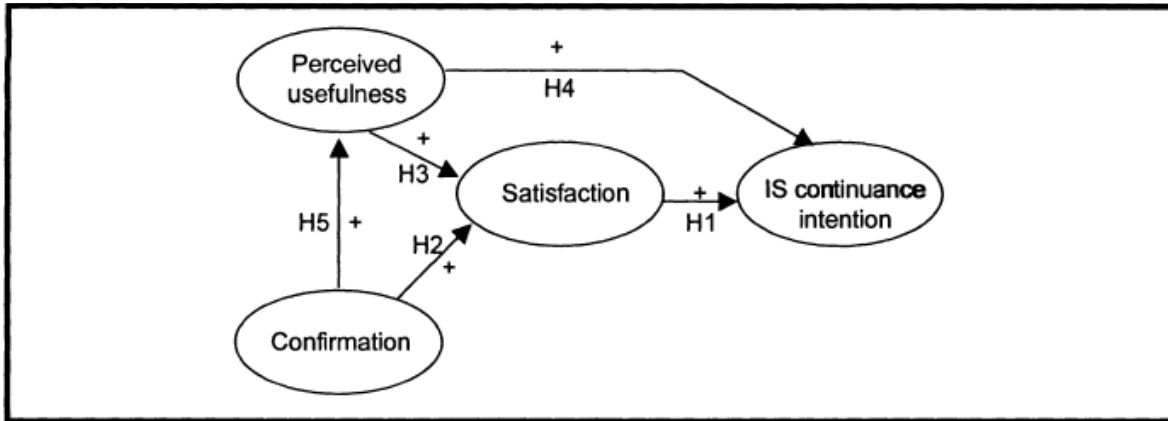 +
Perceived
usefulness
H4
+
H3
Satisfaction
+
H1
IS continuance
intention
H5
+
H2
+
Confirmation